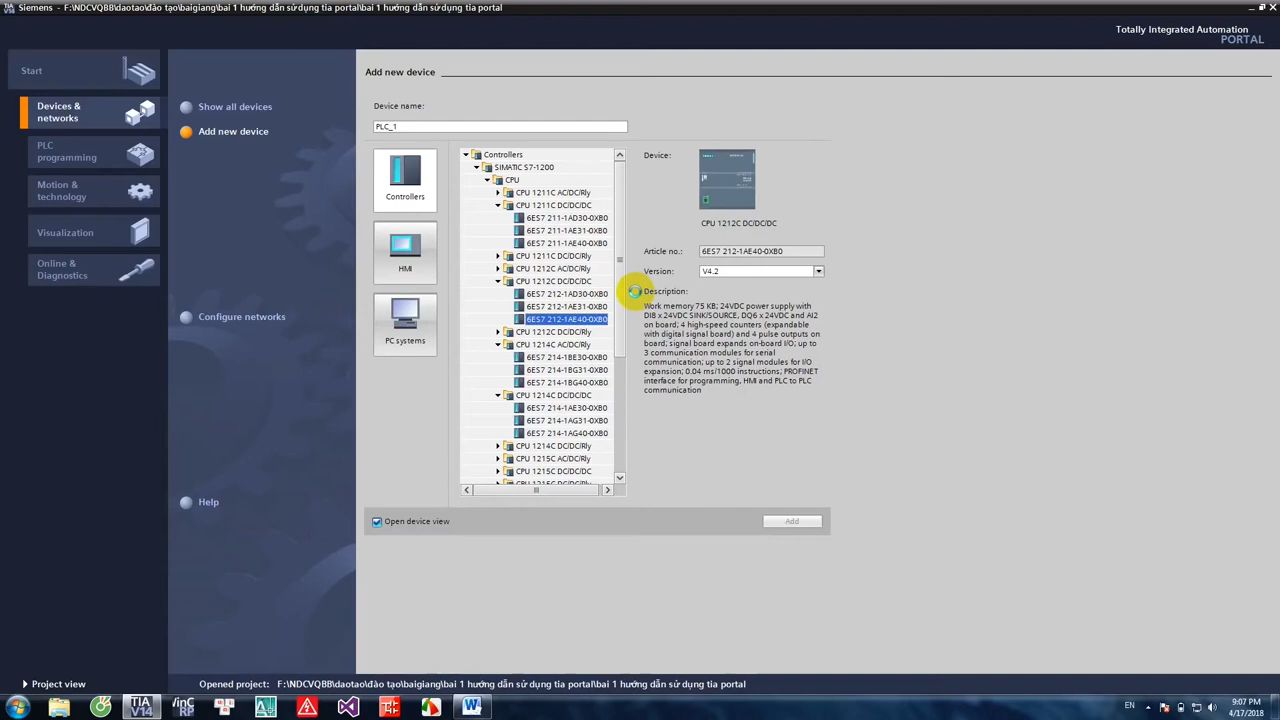 Siemens - F:\NDCVQBB\daotao\đào tạo\baigiang\bai 1 hướng dẫn sử dụng tia portal\bai 1 hướng dẫn sử dụng tia portal
Totally Integrated Automation
PORTAL
Start
Devices &
networks
PLC
programming
Motion &
technology
Visualization
Online &
Diagnostics
Show all devices
Add new device
Configure networks
Help
Add new device
Device name:
PLC_1
Controllers
HMI
PC systems
Controllers
SIMATIC S7-1200
CPU
CPU 1211C AC/DC/Rly
CPU 1211C DC/DC/DC
6ES7 211-1AD30-0XB0
6ES7 211-1AE31-0XB0
6ES7 211-1AE40-0XB0
CPU 1211C DC/DC/Rly
CPU 1212C AC/DC/Rly
CPU 1212C DC/DC/DC
6ES7 212-1AD30-0XB0
6ES7 212-1AE31-0XB0
6ES7 212-1AE40-0XB0
CPU 1212C DC/DC/Rly
CPU 1214C AC/DC/Rly
6ES7 214-1BE30-0XB0
6ES7 214-1BG31-0XB0
6ES7 214-1BG40-0XB0
CPU 1214C DC/DC/DC
6ES7 214-1AE30-0XB0
6ES7 214-1AG31-0XB0
6ES7 214-1AG40-0XB0
CPU 1214C DC/DC/Rly
CPU 1215C AC/DC/Rly
CPU 1215C DC/DC/DC
CPU 1215C DC/DC/Rly
Device:
CPU 1212C DC/DC/DC
Article no.:
6ES7 212-1AE40-0XB0
Version:
V4.2
Description:
Work memory 75 KB; 24VDC power supply with
DI8 x 24VDC SINK/SOURCE, DQ6 x 24VDC and AI2
on board; 4 high-speed counters (expandable
with digital signal board) and 4 pulse outputs on
board; signal board expands on-board I/O; up to
3 communication modules for serial
communication; up to 2 signal modules for I/O
expansion; 0.04 ms/1000 instructions; PROFINET
interface for programming, HMI and PLC to PLC
communication
Open device view
Add
Project view
Opened project: F:\NDCVQBB\daotao\đào tạo\baigiang\bai 1 hướng dẫn sử dụng tia portal\bai 1 hướng dẫn sử dụng tia portal
TIA
V14
EN
9:07 PM
4/17/2018